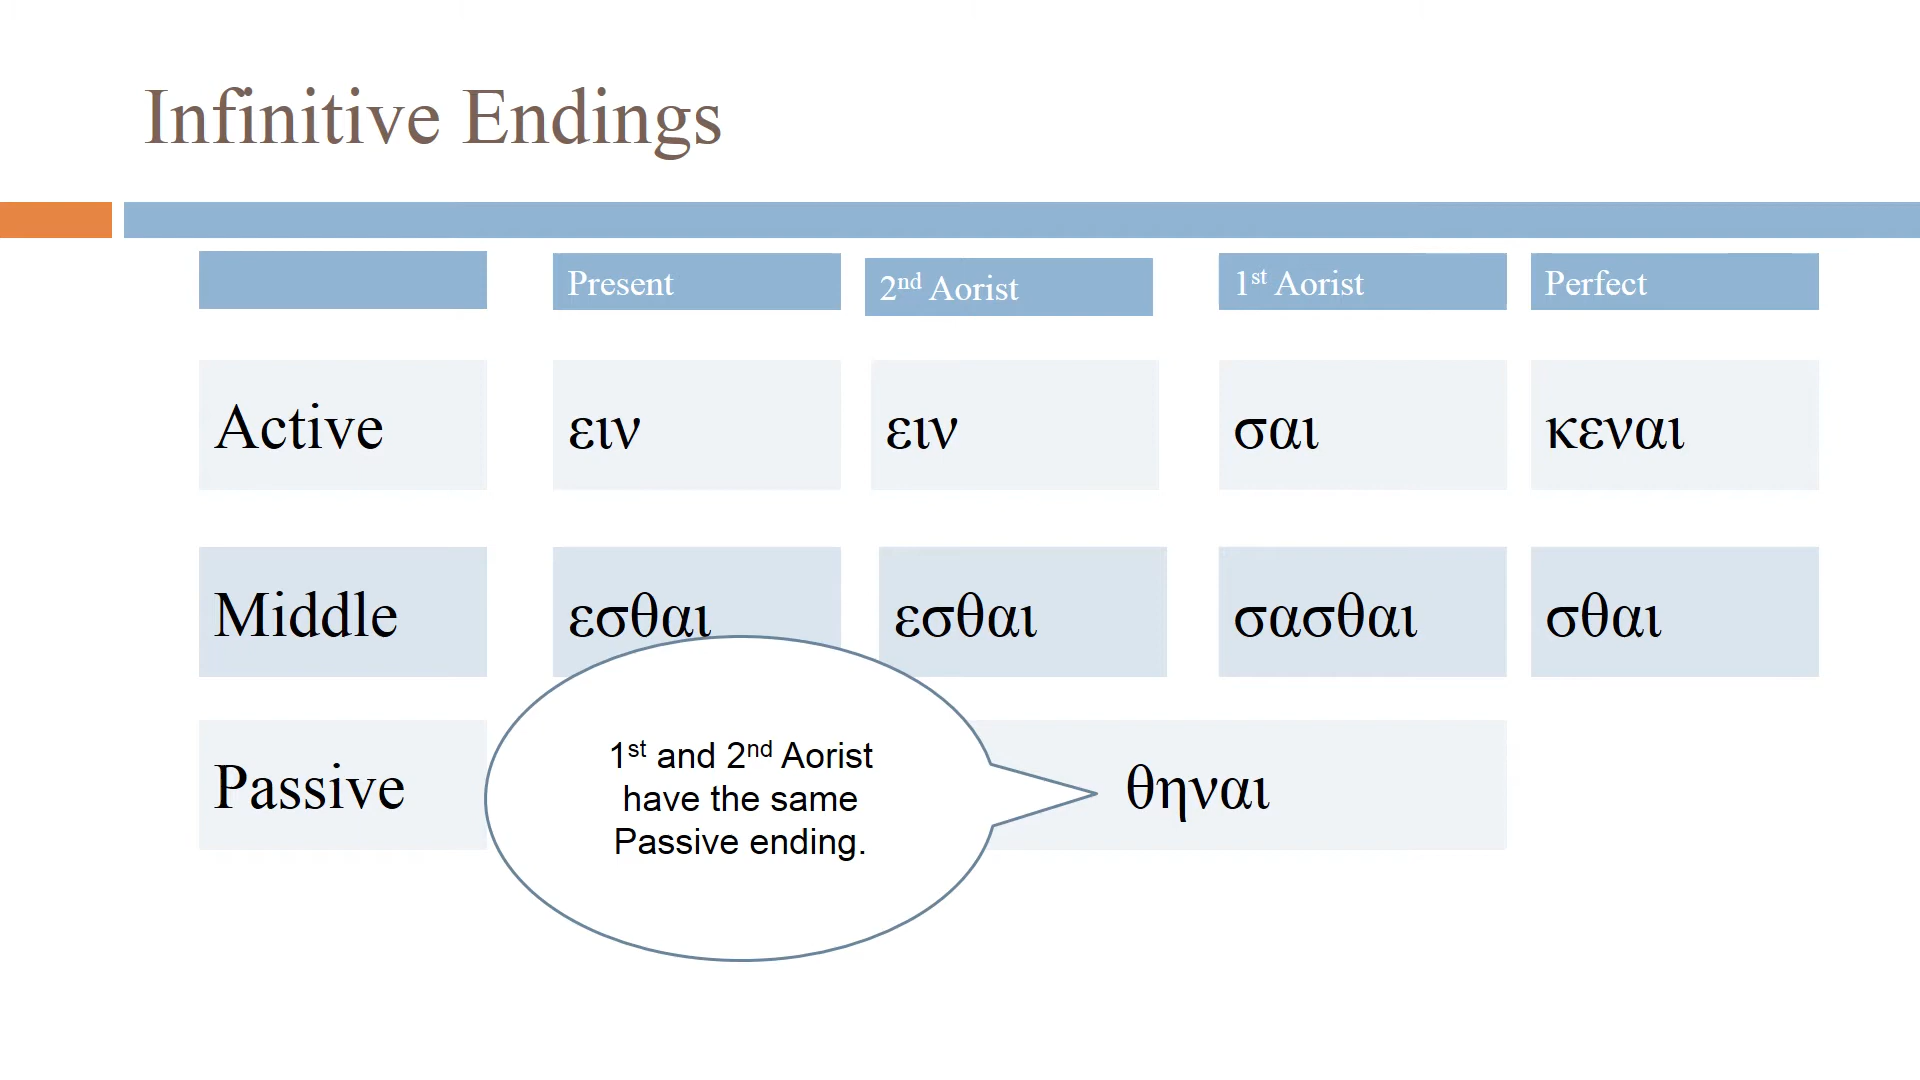 Infinitive Endings
Present 2nd Aorist 1st Aorist Perfect
Active ειν ειν σαι κεναι
Middle εσθαι εσθαι σασθαι σθαι
Passive θηναι
1st and 2nd Aorist
have the same
Passive ending.